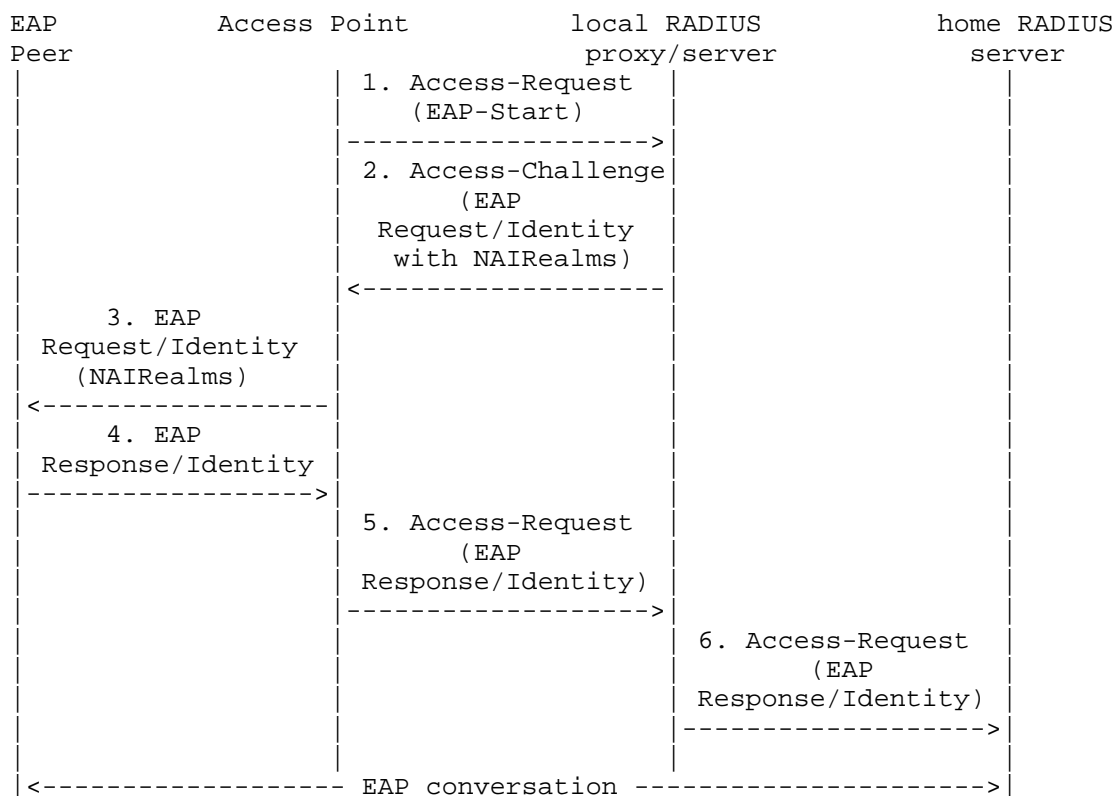 EAP Access Point local RADIUS home RADIUS
Peer proxy/server server
1. Access-Request
(EAP-Start)
2. Access-Challenge
(EAP
Request/Identity
with NAIRealms)
3. EAP
Request/Identity
(NAIRealms)
4. EAP
Response/Identity
5. Access-Request
(EAP
Response/Identity)
6. Access-Request
(EAP
Response/Identity)
EAP conversation